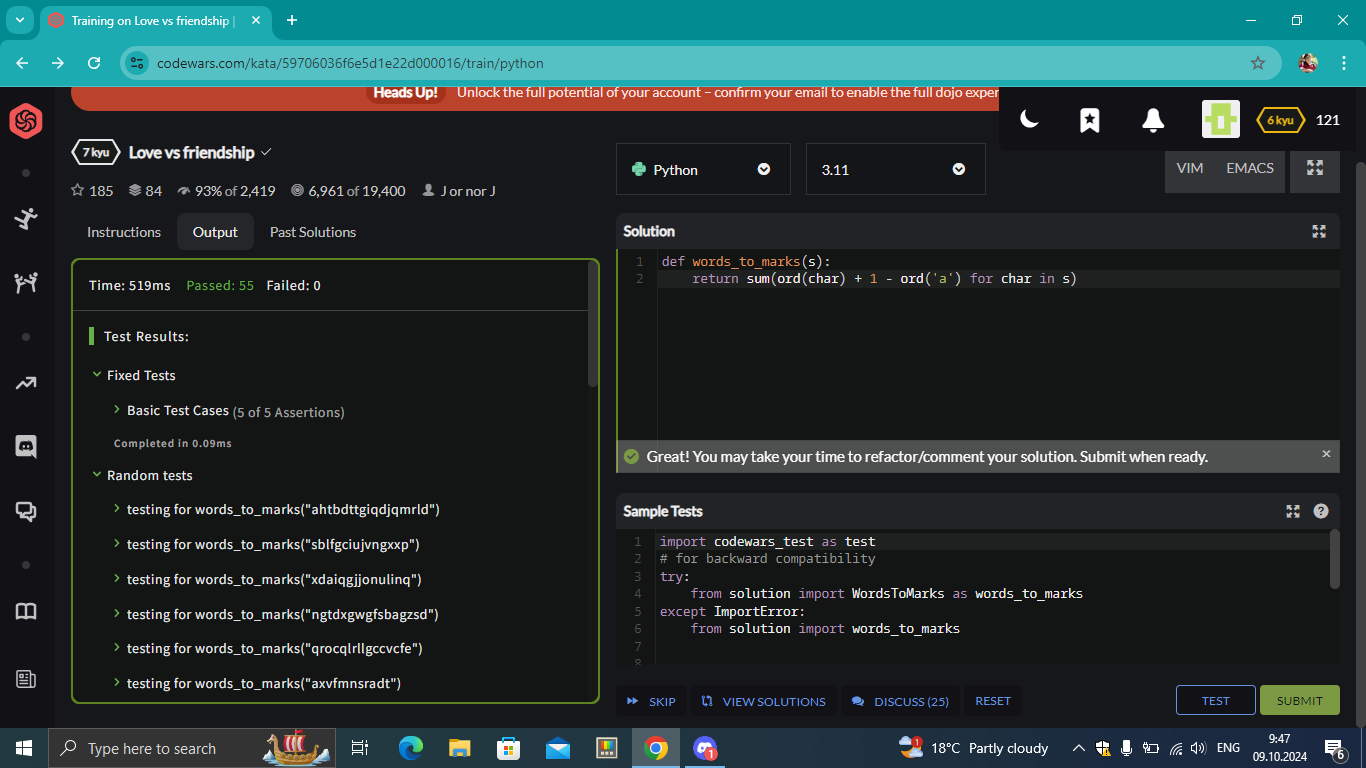 Training on Love vs friendship |
codewars.com/kata/59706036f6e5d1e22d000016/train/python
Heads Up! Unlock the full potential of your account – confirm your email to enable the full dojo exper
6 kyu 121
7 kyu Love vs friendship
185 84 93% of 2,419 6,961 of 19,400 J or nor J
Python 3.11 VIM EMACS
Instructions Output Past Solutions
Time: 519ms Passed: 55 Failed: 0
Test Results:
Fixed Tests
Basic Test Cases (5 of 5 Assertions)
Completed in 0.09ms
Random tests
testing for words_to_marks("ahtbdttgiqdjqmrld")
testing for words_to_marks("sblfgciujvngxxp")
testing for words_to_marks("xdaiqgjjonulinq")
testing for words_to_marks("ngtdxgwgfsbagzsd")
testing for words_to_marks("qrocqlrllgccvcfe")
testing for words_to_marks("axvfmnsradt")
Solution
1 def words_to_marks(s):
2 return sum(ord(char) + 1 - ord('a') for char in s)
Great! You may take your time to refactor/comment your solution. Submit when ready.
Sample Tests
1 import codewars_test as test
2 # for backward compatibility
3 try:
4 from solution import WordsToMarks as words_to_marks
5 except ImportError:
6 from solution import words_to_marks
7
8
SKIP VIEW SOLUTIONS DISCUSS (25) RESET TEST SUBMIT
Type here to search
1 18°C Partly cloudy ENG 9:47
09.10.2024
6
1